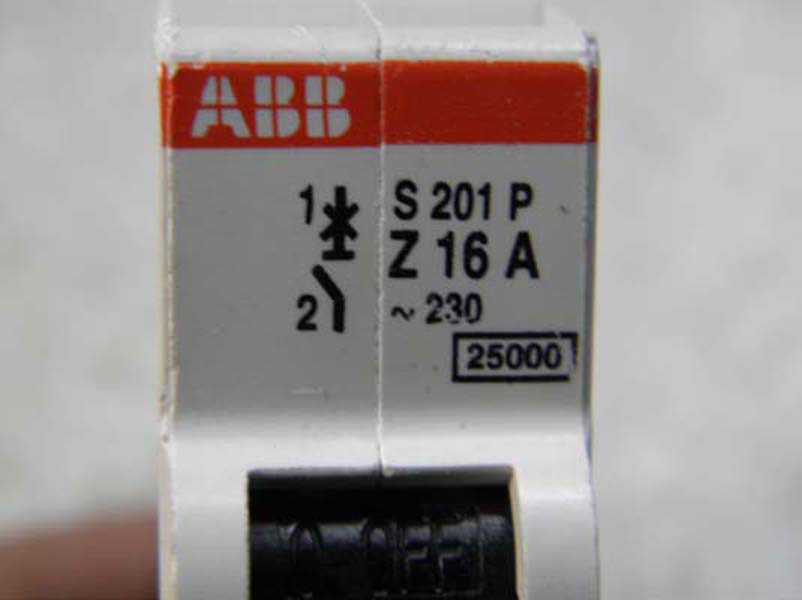 ABB
1 S 201 P
Z 16 A
2 ~ 230
25000
O OFF